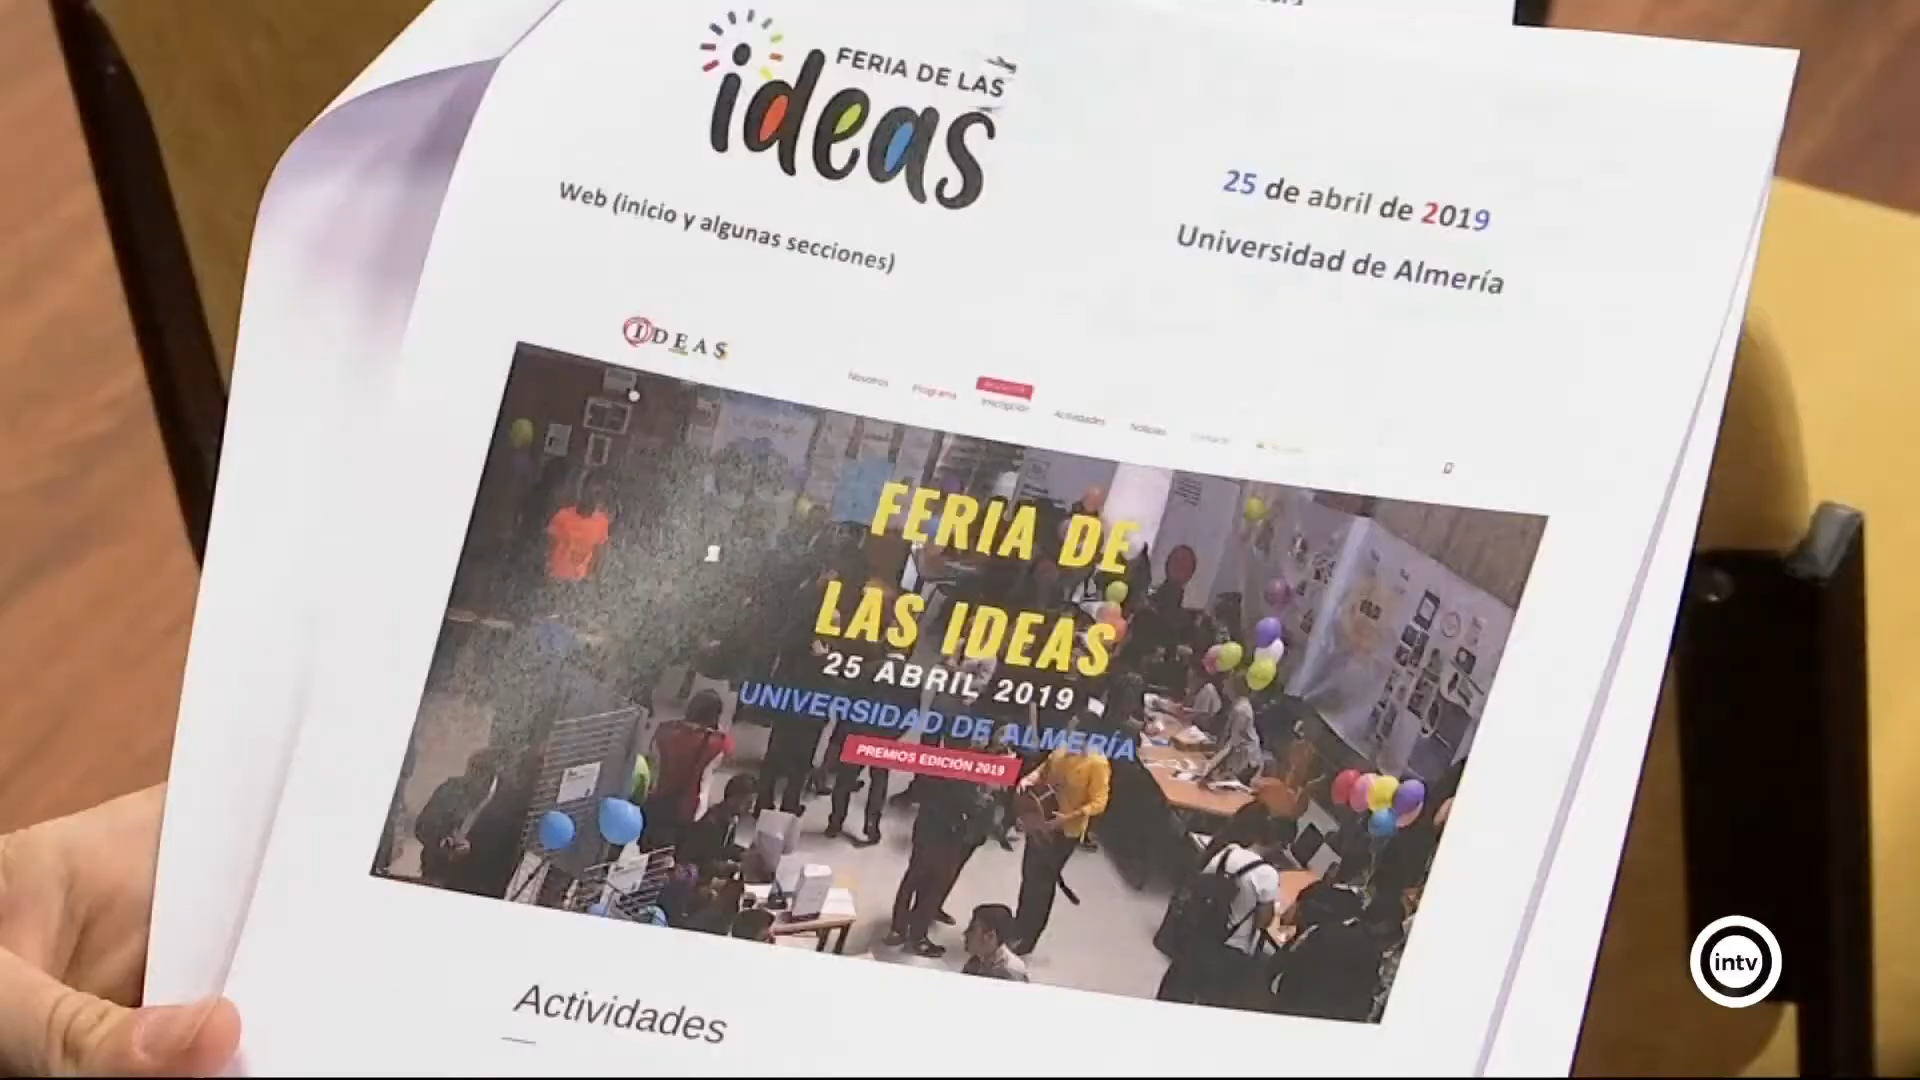 FERIA DE LAS
ideas
25 de abril de 2019
Universidad de Almería
Web (inicio y algunas secciones)
IDEAS
Nosotros Programa Inscripción Actividades Noticias
FERIA DE
LAS IDEAS
25 ABRIL 2019
UNIVERSIDAD DE ALMERÍA
PREMIOS EDICIÓN 2019
Actividades
intv